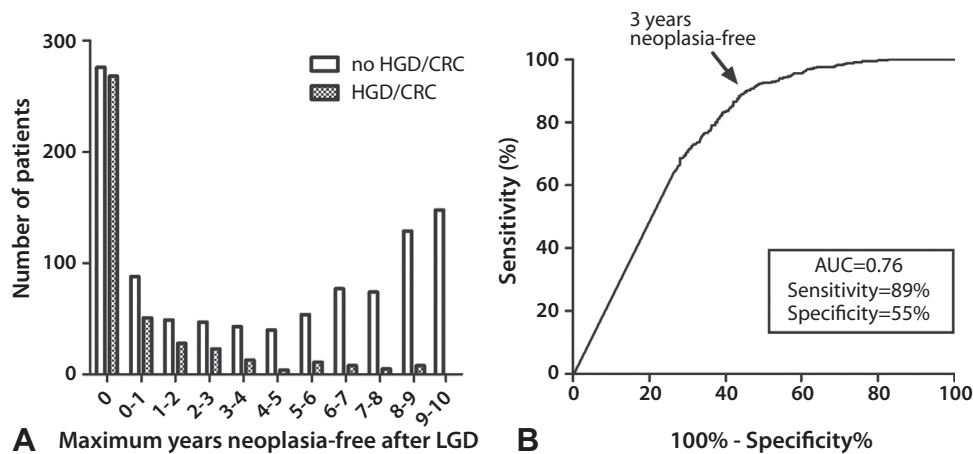 300
200
100
0
Number of patients
no HGD/CRC
HGD/CRC
0
0-1
1-2
2-3
3-4
4-5
5-6
6-7
7-8
8-9
9-10
A
Maximum years neoplasia-free after LGD
3 years
neoplasia-free
100
80
60
40
20
0
Sensitivity (%)
AUC=0.76
Sensitivity=89%
Specificity=55%
0
20
40
60
80
100
B
100% - Specificity%